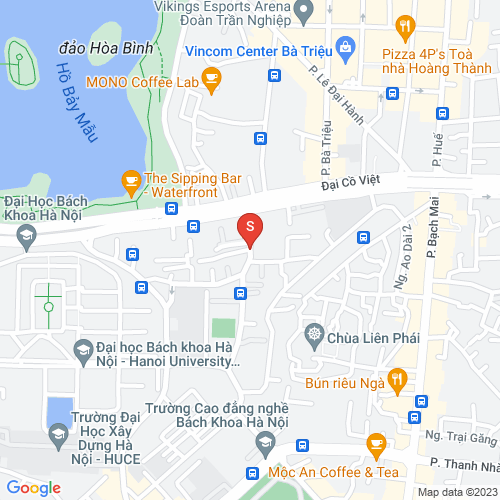 Vikings Esports Arena
Đoàn Trần Nghiệp
đảo Hòa Bình
Vincom Center Bà Triệu
Pizza 4P's Toà
nhà Hoàng Thành
Hồ Bảy Mẫu
MONO Coffee Lab
P. Lê Đại Hành
P. Bà Triệu
P. Huế
The Sipping Bar
- Waterfront
Đại Cồ Việt
Đại Học Bách
Khoa Hà Nội
S
Ng. Ao Dài 2
P. Bạch Mai
Chùa Liên Phái
Đại học Bách khoa Hà
Nội - Hanoi University...
Bún riêu Ngà
Trường Đại
Học Xây
Dựng Hà
Nội - HUCE
Trường Cao đẳng nghề
Bách Khoa Hà Nội
Ng. Trại Găng
Mộc An Coffee & Tea
P. Thanh Nhà
Google
Map data ©2023